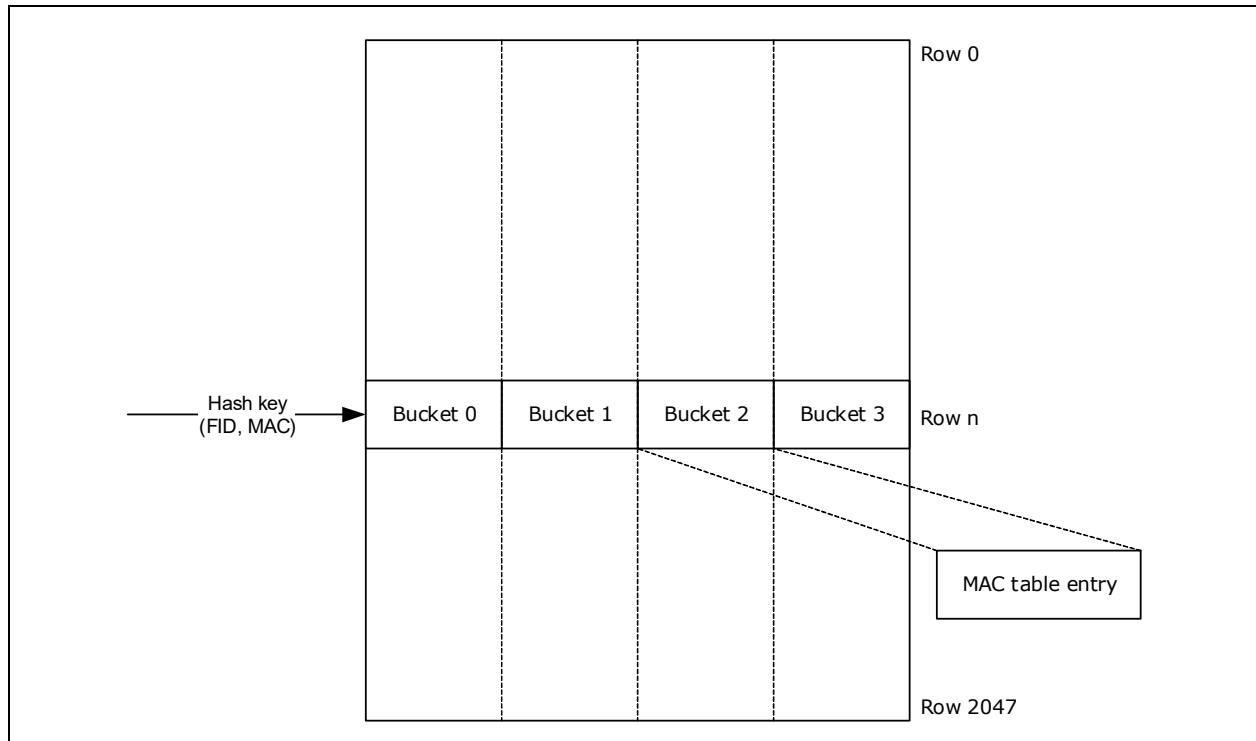 Row 0
Hash key
(FID, MAC)
Bucket 0
Bucket 1
Bucket 2
Bucket 3
Row n
MAC table entry
Row 2047